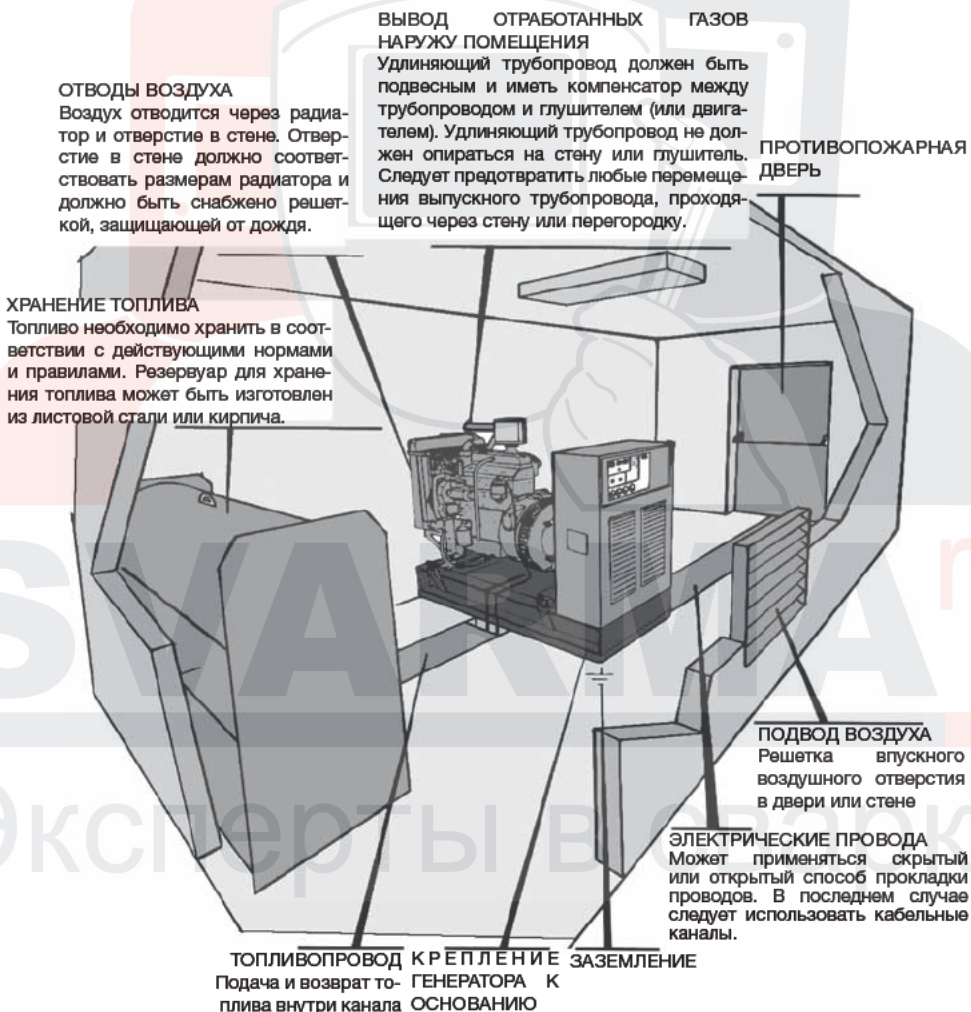 ВЫВОД ОТРАБОТАННЫХ ГАЗОВ
НАРУЖУ ПОМЕЩЕНИЯ
Удлиняющий трубопровод должен быть
подвесным и иметь компенсатор между
трубопроводом и глушителем (или двига-
телем). Удлиняющий трубопровод не дол-
жен опираться на стену или глушитель.
Следует предотвратить любые перемеще-
ния выпускного трубопровода, проходя-
щего через стену или перегородку.
ОТВОДЫ ВОЗДУХА
Воздух отводится через радиа-
тор и отверстие в стене. Отвер-
стие в стене должно соответ-
ствовать размерам радиатора и
должно быть снабжено решет-
кой, защищающей от дождя.
ПРОТИВОПОЖАРНАЯ
ДВЕРЬ
ХРАНЕНИЕ ТОПЛИВА
Топливо необходимо хранить в соот-
ветствии с действующими нормами
и правилами. Резервуар для хране-
ния топлива может быть изготовлен
из листовой стали или кирпича.
SVARMA
Эксперты в сварк
ПОДВОД ВОЗДУХА
Решетка впускного
воздушного отверстия
в двери или стене
ЭЛЕКТРИЧЕСКИЕ ПРОВОДА
Может применяться скрытый
или открытый способ прокладки
проводов. В последнем случае
следует использовать кабельные
каналы.
ТОПЛИВОПРОВОД
Подача и возврат то-
плива внутри канала
КРЕПЛЕНИЕ
ГЕНЕРАТОРА К
ОСНОВАНИЮ
ЗАЗЕМЛЕНИЕ